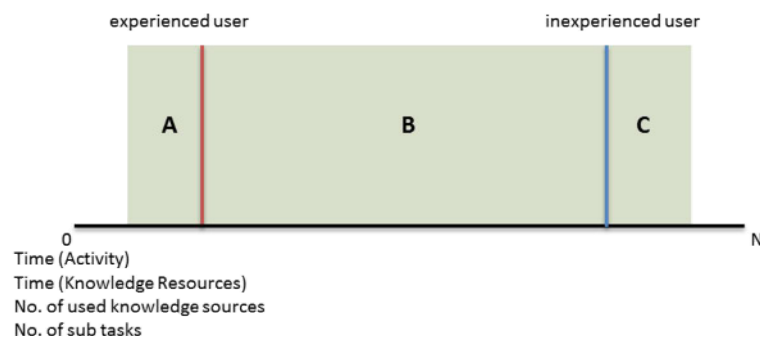 experienced user
inexperienced user
A
B
C
0
N
Time (Activity)
Time (Knowledge Resources)
No. of used knowledge sources
No. of sub tasks